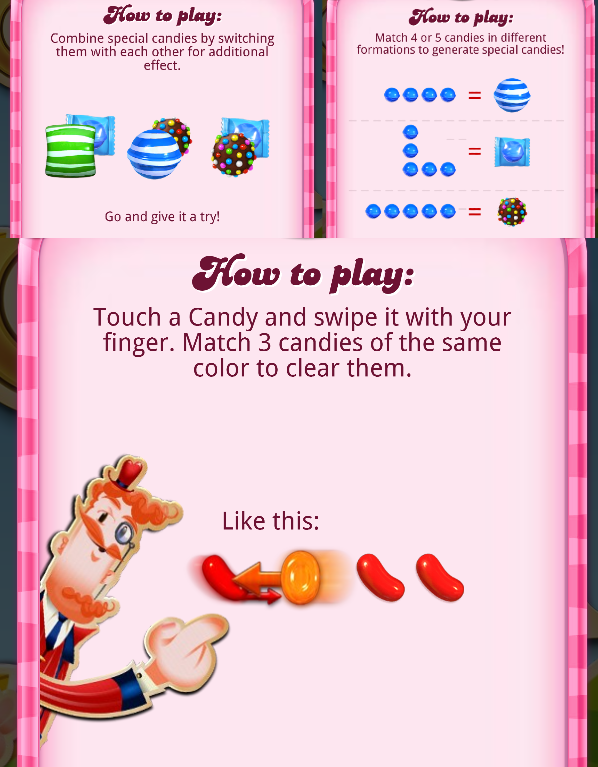 How to play:
Combine special candies by switching
them with each other for additional
effect.
Go and give it a try!
How to play:
Match 4 or 5 candies in different
formations to generate special candies!
=
=
=
How to play:
Touch a Candy and swipe it with your
finger. Match 3 candies of the same
color to clear them.
Like this: